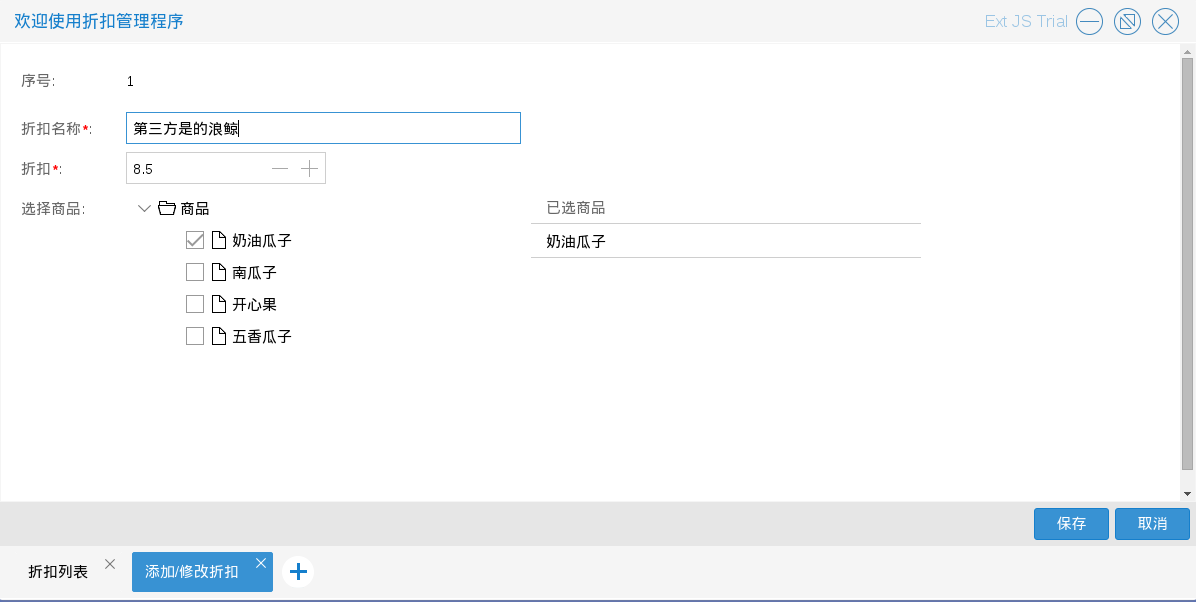 欢迎使用折扣管理程序
Ext JS Trial
序号:
1
折扣名称*:
第三方是的浪鲸
折扣*:
8.5
选择商品:
商品
已选商品
奶油瓜子
奶油瓜子
南瓜子
开心果
五香瓜子
保存
取消
折扣列表
添加/修改折扣